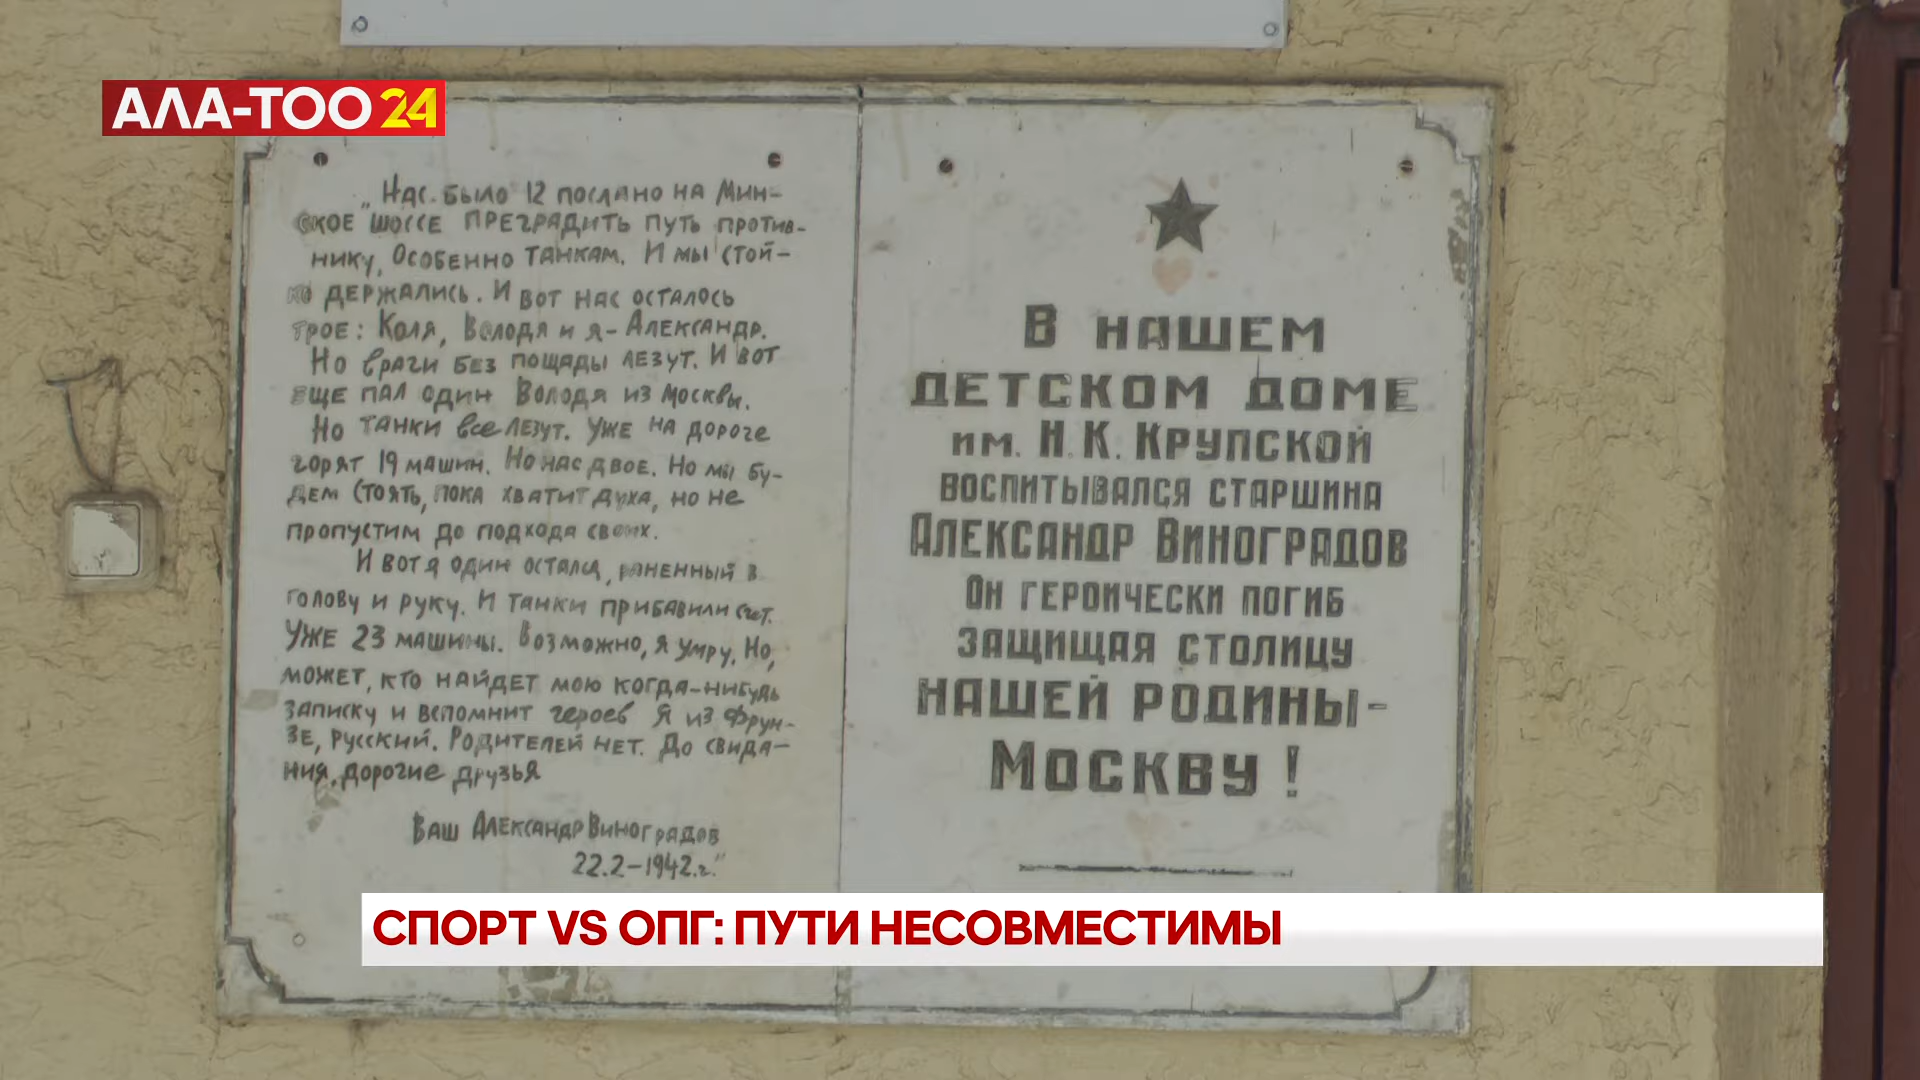 АЛА-ТОО 24
„Нас было 12 послано на Мин-
ское шоссе преградить путь против-
нику, особенно танкам. И мы стой-
ко держались. И вот нас осталось
трое: Коля, Володя и я - Александр.
Но враги без пощады лезут. И вот
еще пал один Володя из Москвы.
Но танки все лезут. Уже на дороге
горят 19 машин. Но нас двое. Но мы бу-
дем стоять, пока хватит духа, но не
пропустим до подхода своих.
И вот я один остался, раненный в
голову и руку. И танки прибавили счет.
Уже 23 машины. Возможно, я умру. Но,
может, кто найдет мою когда-нибудь
записку и вспомнит героев Я из Фрун-
зе, русский. Родителей нет. До свида-
ния, дорогие друзья
Ваш Александр Виноградов
22.2-1942.г."
В НАШЕМ
ДЕТСКОМ ДОМЕ
им. Н. К. КРУПСКОЙ
ВОСПИТЫВАЛСЯ СТАРШИНА
АЛЕКСАНДР ВИНОГРАДОВ
ОН ГЕРОИЧЕСКИ ПОГИБ
ЗАЩИЩАЯ СТОЛИЦУ
НАШЕЙ РОДИНЫ-
МОСКВУ!
СПОРТ VS ОПГ: ПУТИ НЕСОВМЕСТИМЫ